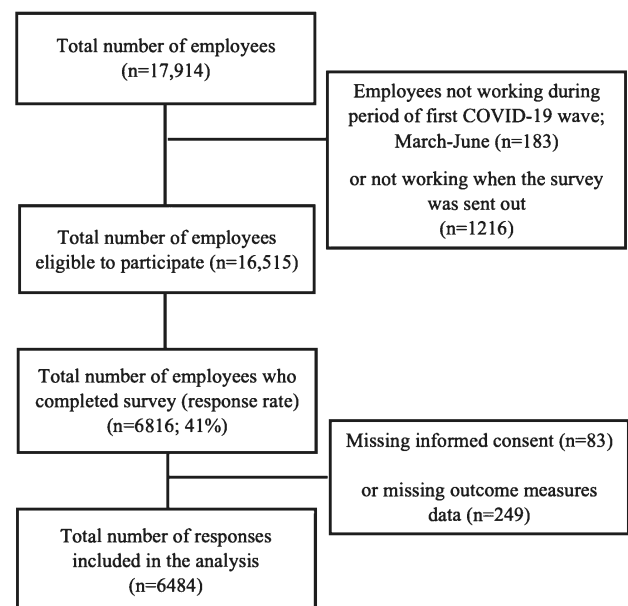 Total number of employees
(n=17,914)
Employees not working during
period of first COVID-19 wave;
March-June (n=183)
or not working when the survey
was sent out
(n=1216)
Total number of employees
eligible to participate (n=16,515)
Total number of employees who
completed survey (response rate)
(n=6816; 41%)
Missing informed consent (n=83)
or missing outcome measures
data (n=249)
Total number of responses
included in the analysis
(n=6484)